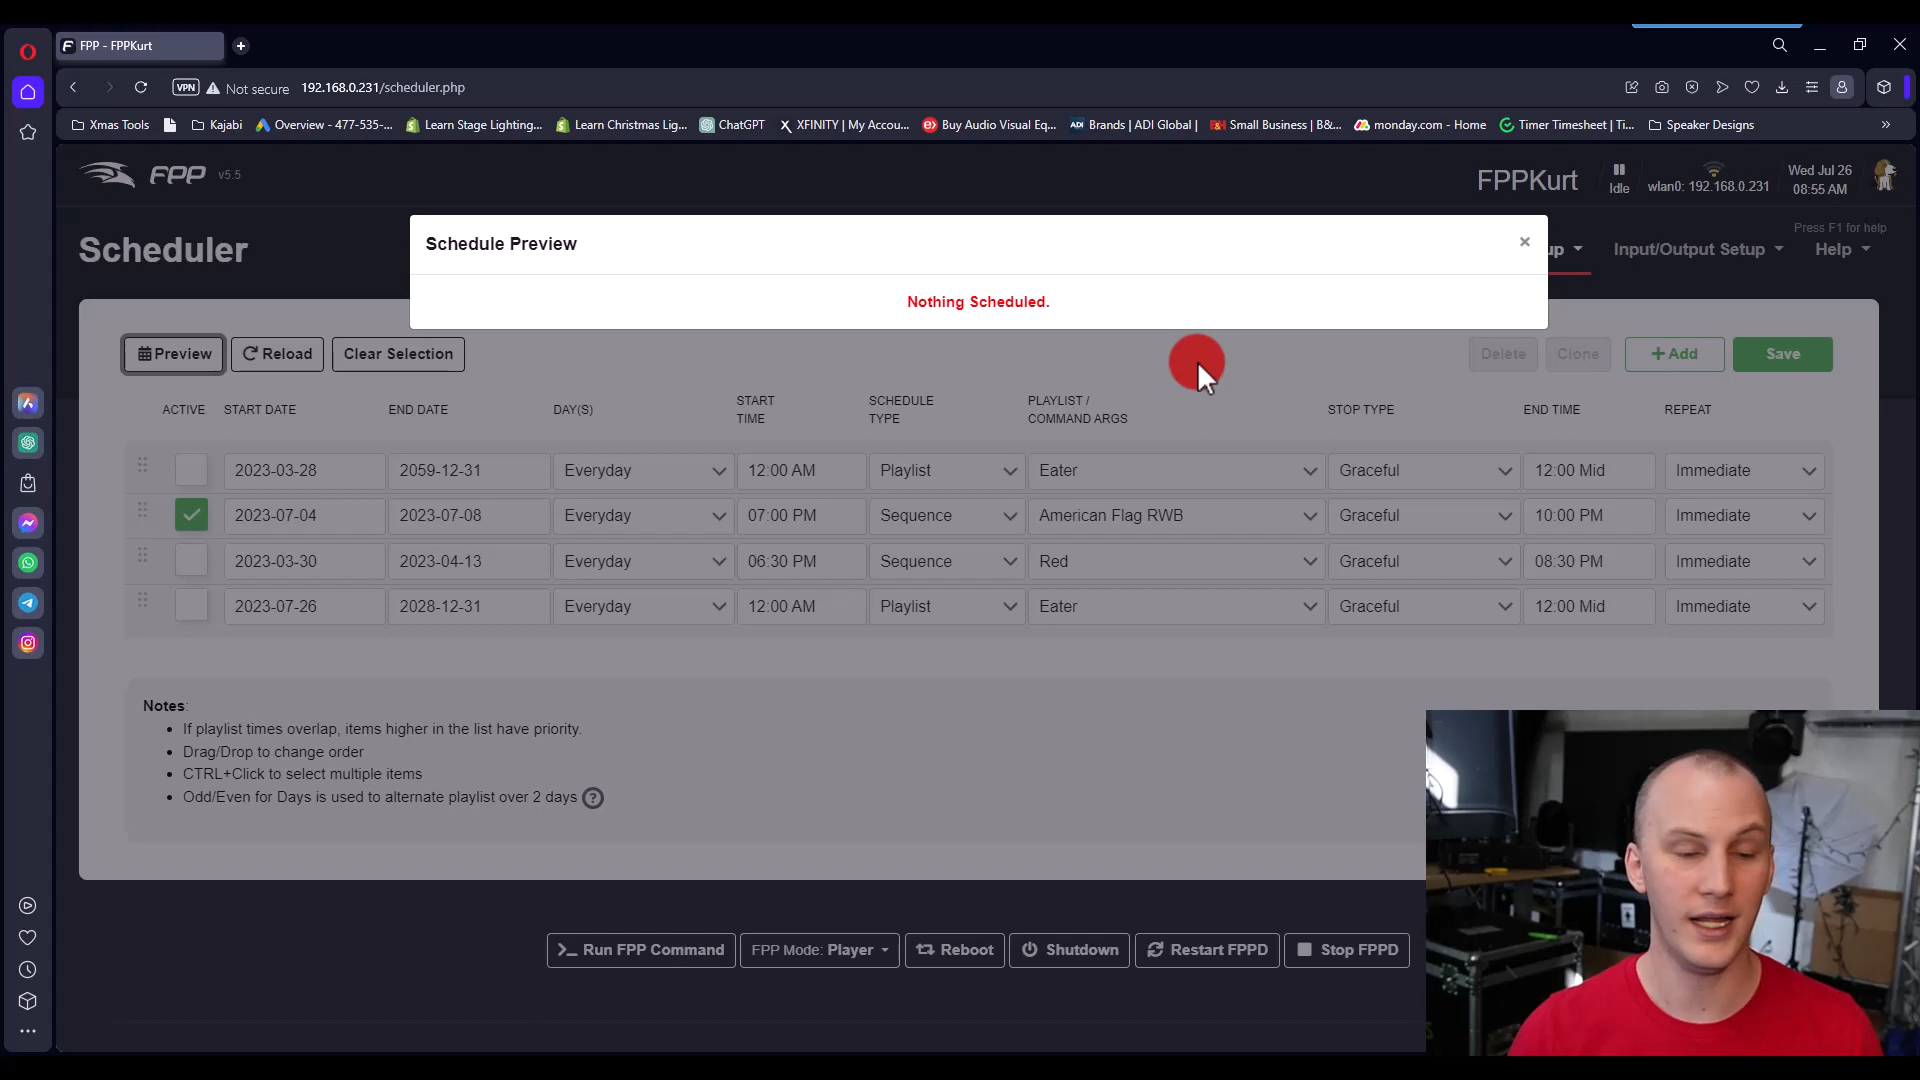 FPP - FPPKurt
VPN Not secure 192.168.0.231/scheduler.php
Xmas Tools Kajabi Overview - 477-535-... Learn Stage Lighting... Learn Christmas Lig... ChatGPT XFINITY | My Accou... Buy Audio Visual Eq... Brands | ADI Global | Small Business | B&... monday.com - Home Timer Timesheet | Ti... Speaker Designs »
FPP v5.5
FPPKurt Idle wlan0: 192.168.0.231 Wed Jul 26
08:55 AM
Press F1 for help
Scheduler
up Input/Output Setup Help
Schedule Preview ×
Nothing Scheduled.
Preview Reload Clear Selection Delete Clone + Add Save
ACTIVE START DATE END DATE DAY(S) START TIME SCHEDULE TYPE PLAYLIST / COMMAND ARGS STOP TYPE END TIME REPEAT
2023-03-28 2059-12-31 Everyday 12:00 AM Playlist Eater Graceful 12:00 Mid Immediate
2023-07-04 2023-07-08 Everyday 07:00 PM Sequence American Flag RWB Graceful 10:00 PM Immediate
2023-03-30 2023-04-13 Everyday 06:30 PM Sequence Red Graceful 08:30 PM Immediate
2023-07-26 2028-12-31 Everyday 12:00 AM Playlist Eater Graceful 12:00 Mid Immediate
Notes:
• If playlist times overlap, items higher in the list have priority.
• Drag/Drop to change order
• CTRL+Click to select multiple items
• Odd/Even for Days is used to alternate playlist over 2 days ?
Run FPP Command FPP Mode: Player Reboot Shutdown Restart FPPD Stop FPPD